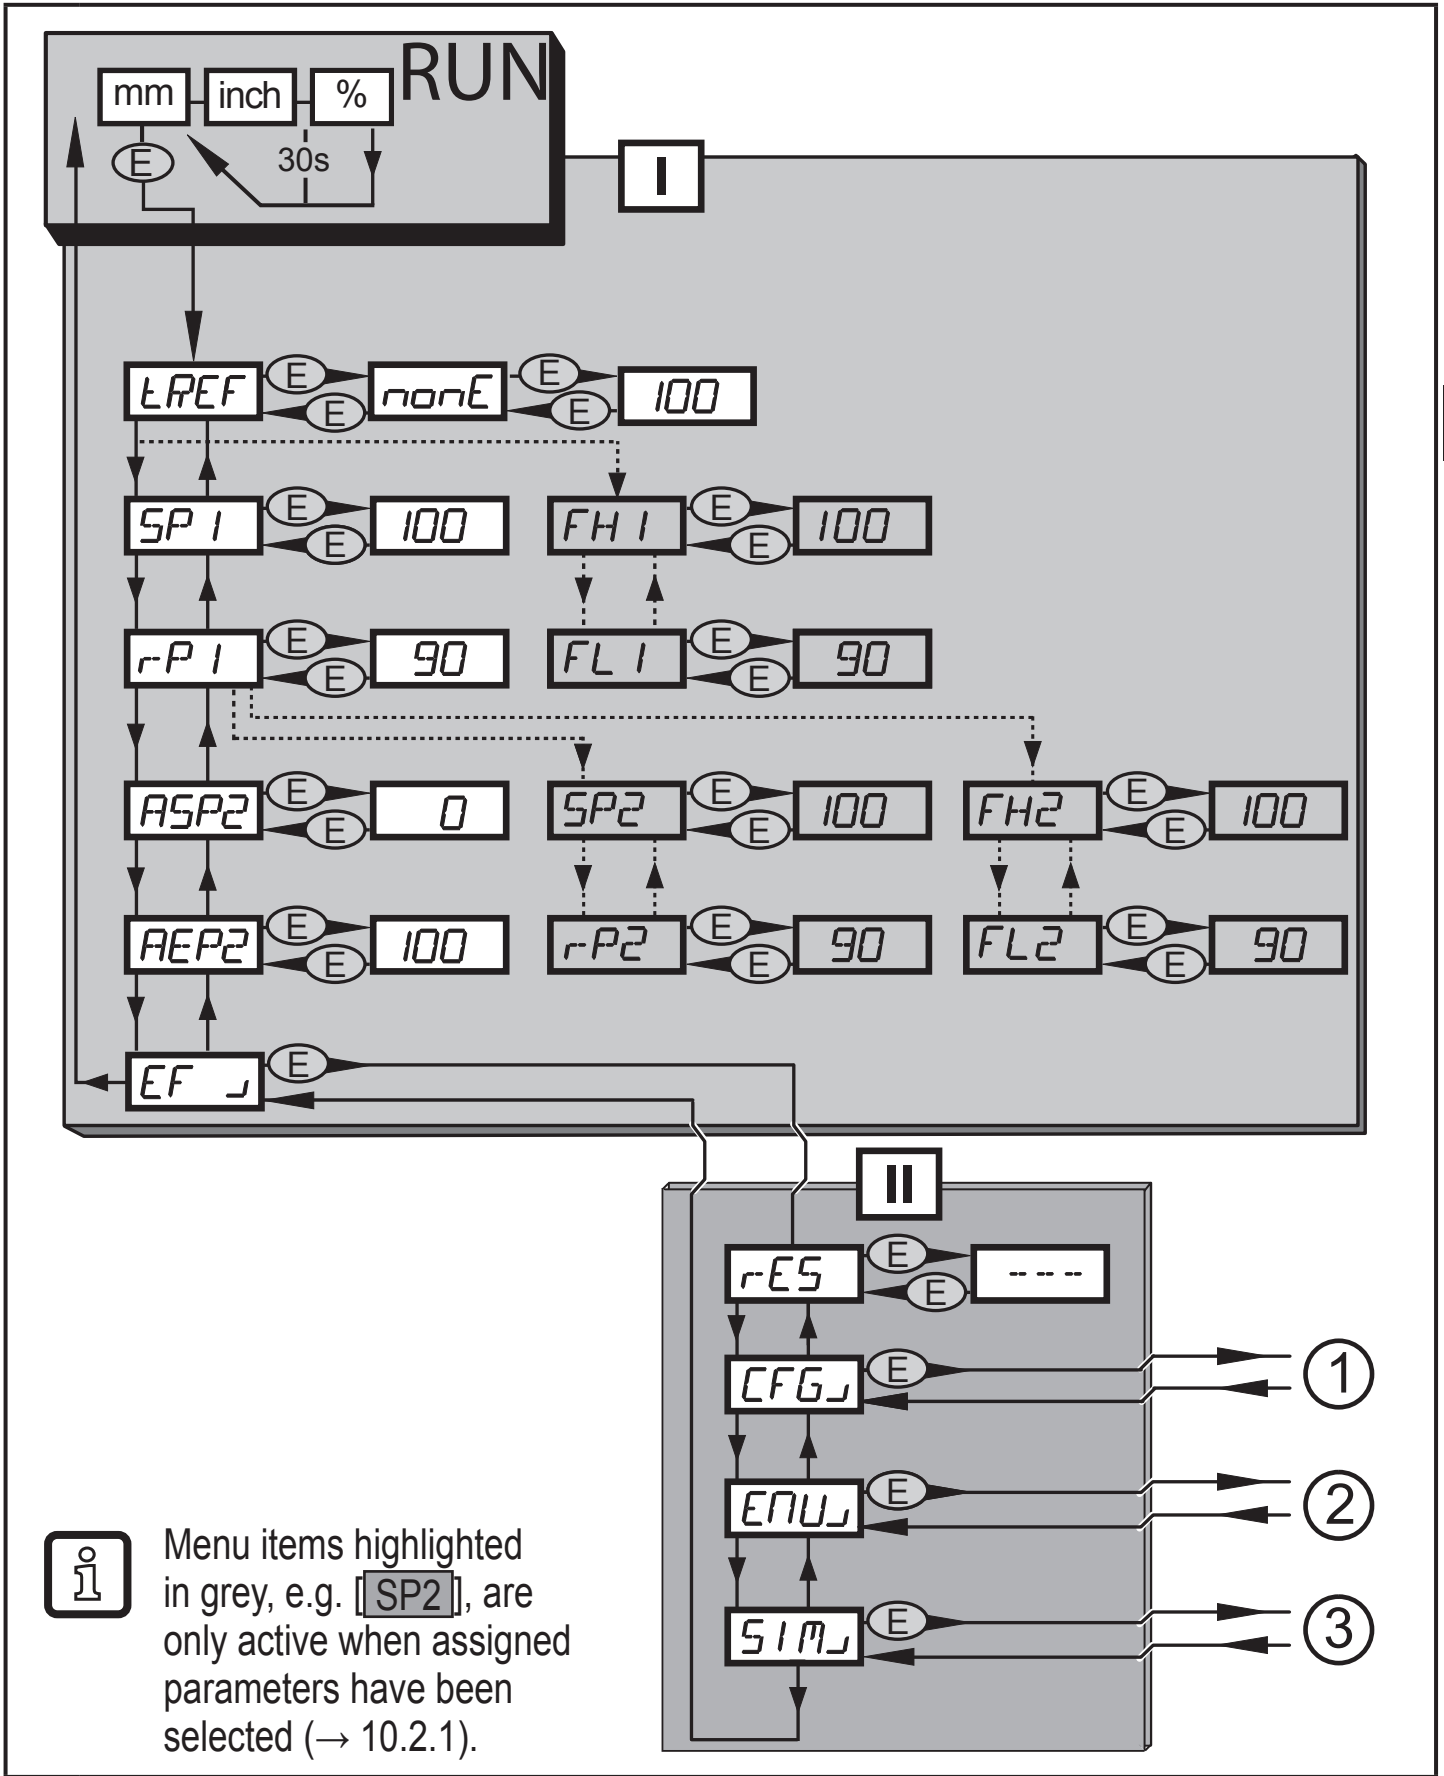 RUN
mm inch %
E 30s
I
tREF E E nonE E E 100
SP1 E E 100 FH1 E E 100
rP1 E E 90 FL1 E E 90
ASP2 E E 0 SP2 E E 100 FH2 E E 100
AEP2 E E 100 rP2 E E 90 FL2 E E 90
EF E
II
rES E E ---
CFG E 1
ENV E 2
SIM E 3
i
Menu items highlighted
in grey, e.g. [SP2], are
only active when assigned
parameters have been
selected (→ 10.2.1).